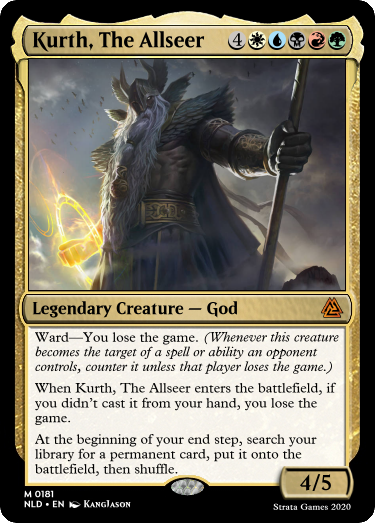 Kurth, The Allseer 4
Legendary Creature — God
Ward—You lose the game. (Whenever this creature
becomes the target of a spell or ability an opponent
controls, counter it unless that player loses the game.)
When Kurth, The Allseer enters the battlefield, if
you didn't cast it from your hand, you lose the
game.
At the beginning of your end step, search your
library for a permanent card, put it onto the
battlefield, then shuffle.
4/5
M 0181
NLD • EN KangJason
Strata Games 2020